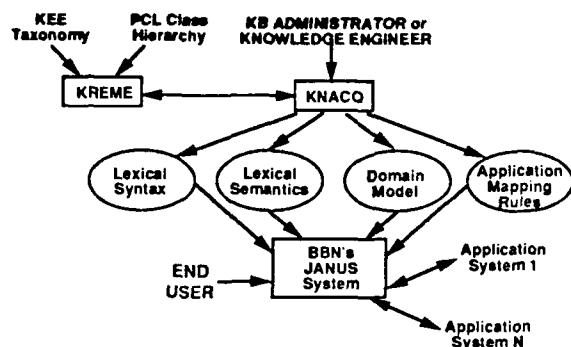 KEE
Taxonomy
PCL Class
Hierarchy
KB ADMINISTRATOR or
KNOWLEDGE ENGINEER
KREME
KNACQ
Lexical
Syntax
Lexical
Semantics
Domain
Model
Application
Mapping
Rules
BBN's
JANUS
System
END
USER
Application
System 1
Application
System N